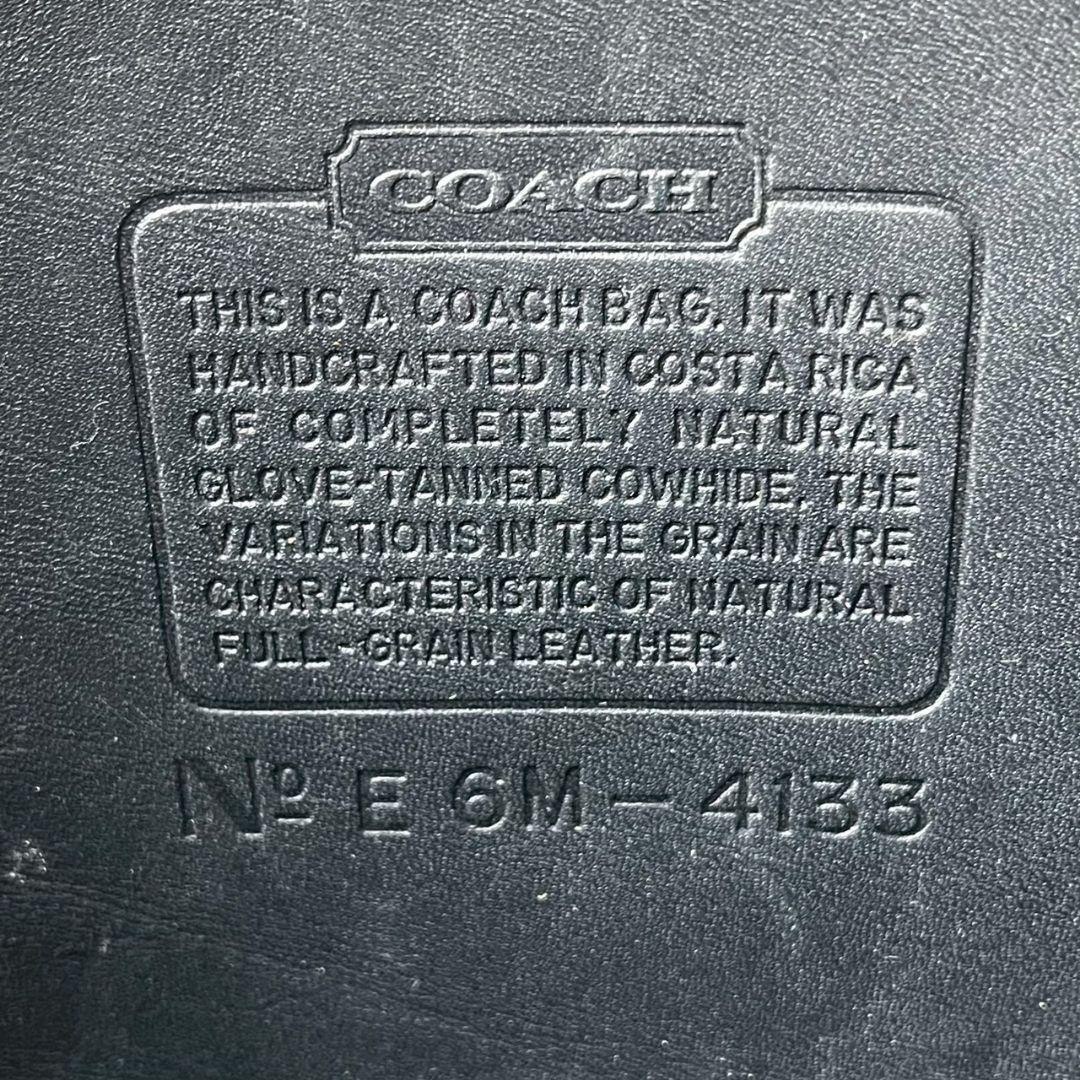 COACH
THIS IS A COACH BAG. IT WAS
HANDCRAFTED IN COSTA RICA
OF COMPLETELY NATURAL
GLOVE-TANNED COWHIDE. THE
VARIATIONS IN THE GRAIN ARE
CHARACTERISTIC OF NATURAL
FULL-GRAIN LEATHER.
Nº E 6M-4133